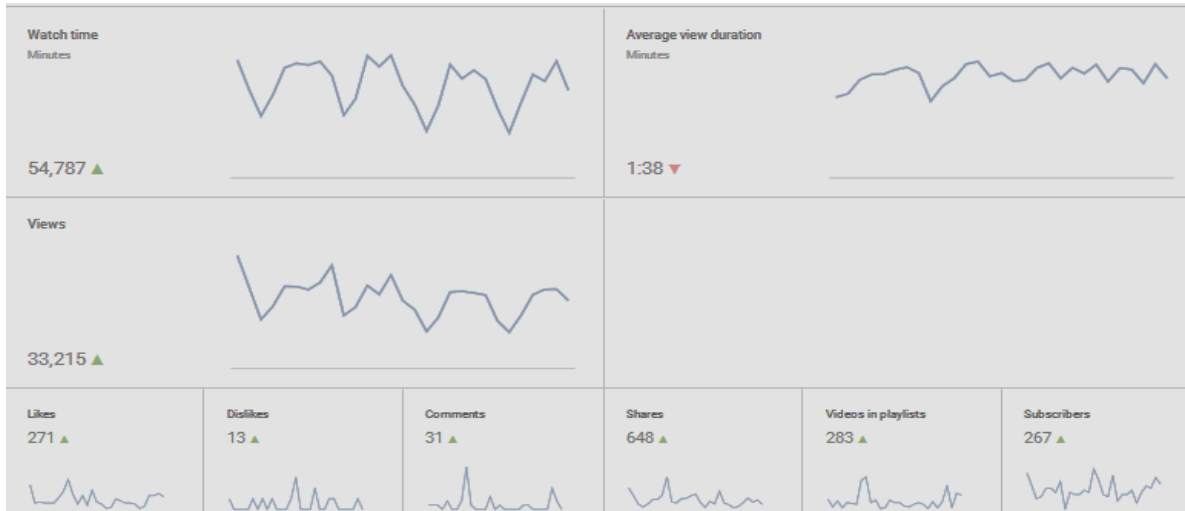 Watch time
Minutes
54,787 ▲
Average view duration
Minutes
1:38 ▼
Views
33,215 ▲
Likes
271 ▲
Dislikes
13 ▲
Comments
31 ▲
Shares
648 ▲
Videos in playlists
283 ▲
Subscribers
267 ▲